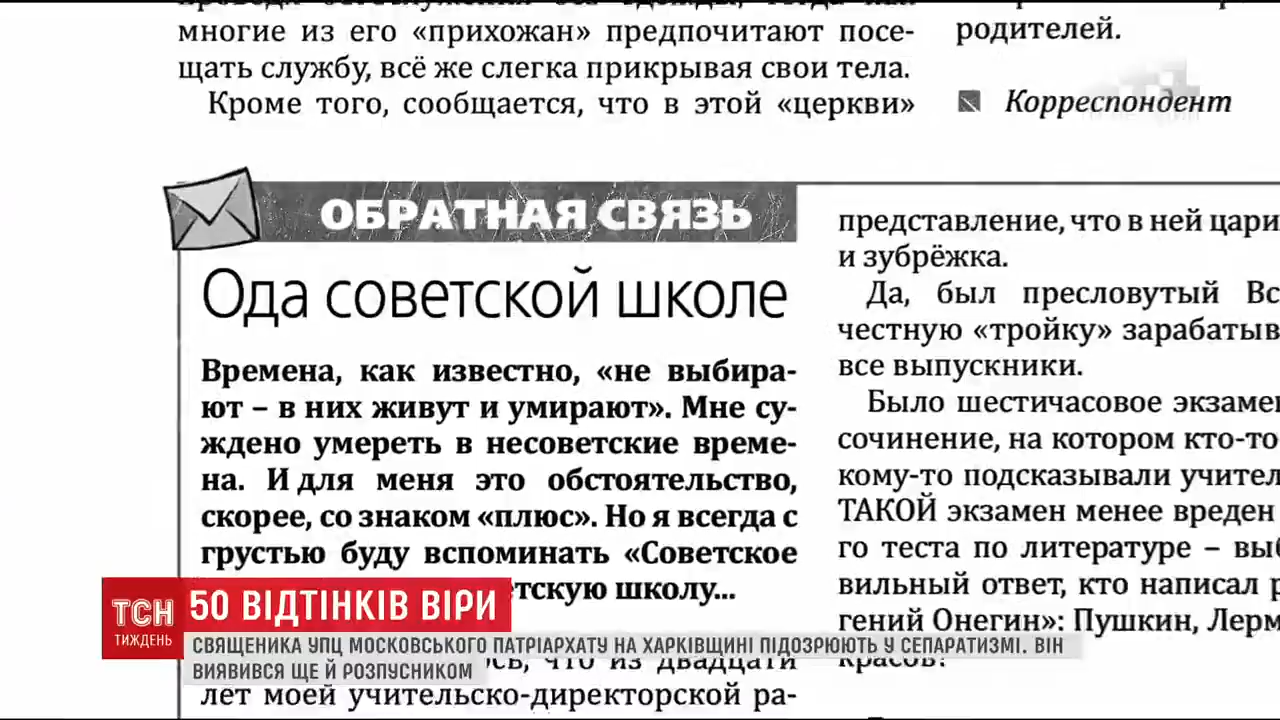 многие из его «прихожан» предпочитают посе-
щать службу, всё же слегка прикрывая свои тела.
Кроме того, сообщается, что в этой «церкви»
родителей.
Корреспондент
ОБРАТНАЯ СВЯЗЬ
Ода советской школе
Времена, как известно, «не выбира-
ют – в них живут и умирают». Мне су-
ждено умереть в несоветские време-
на. И для меня это обстоятельство,
скорее, со знаком «плюс». Но я всегда с
грустью буду вспоминать «Советское
етскую школу...
что из двадцати
лет моей учительско-директорской ра-
представление, что в ней цари
и зубрёжка.
Да, был пресловутый Вс
честную «тройку» зарабатыв
все выпускники.
Было шестичасовое экзамен
сочинение, на котором кто-то
кому-то подсказывали учител
ТАКОЙ экзамен менее вреден
го теста по литературе – выб
вильный ответ, кто написал р
гений Онегин»: Пушкин, Лерм
ТСН
ТИЖДЕНЬ
50 ВІДТІНКІВ ВІРИ
СВЯЩЕНИКА УПЦ МОСКОВСЬКОГО ПАТРІАРХАТУ НА ХАРКІВЩИНІ ПІДОЗРЮЮТЬ У СЕПАРАТИЗМІ. ВІН
ВИЯВИВСЯ ЩЕ Й РОЗПУСНИКОМ